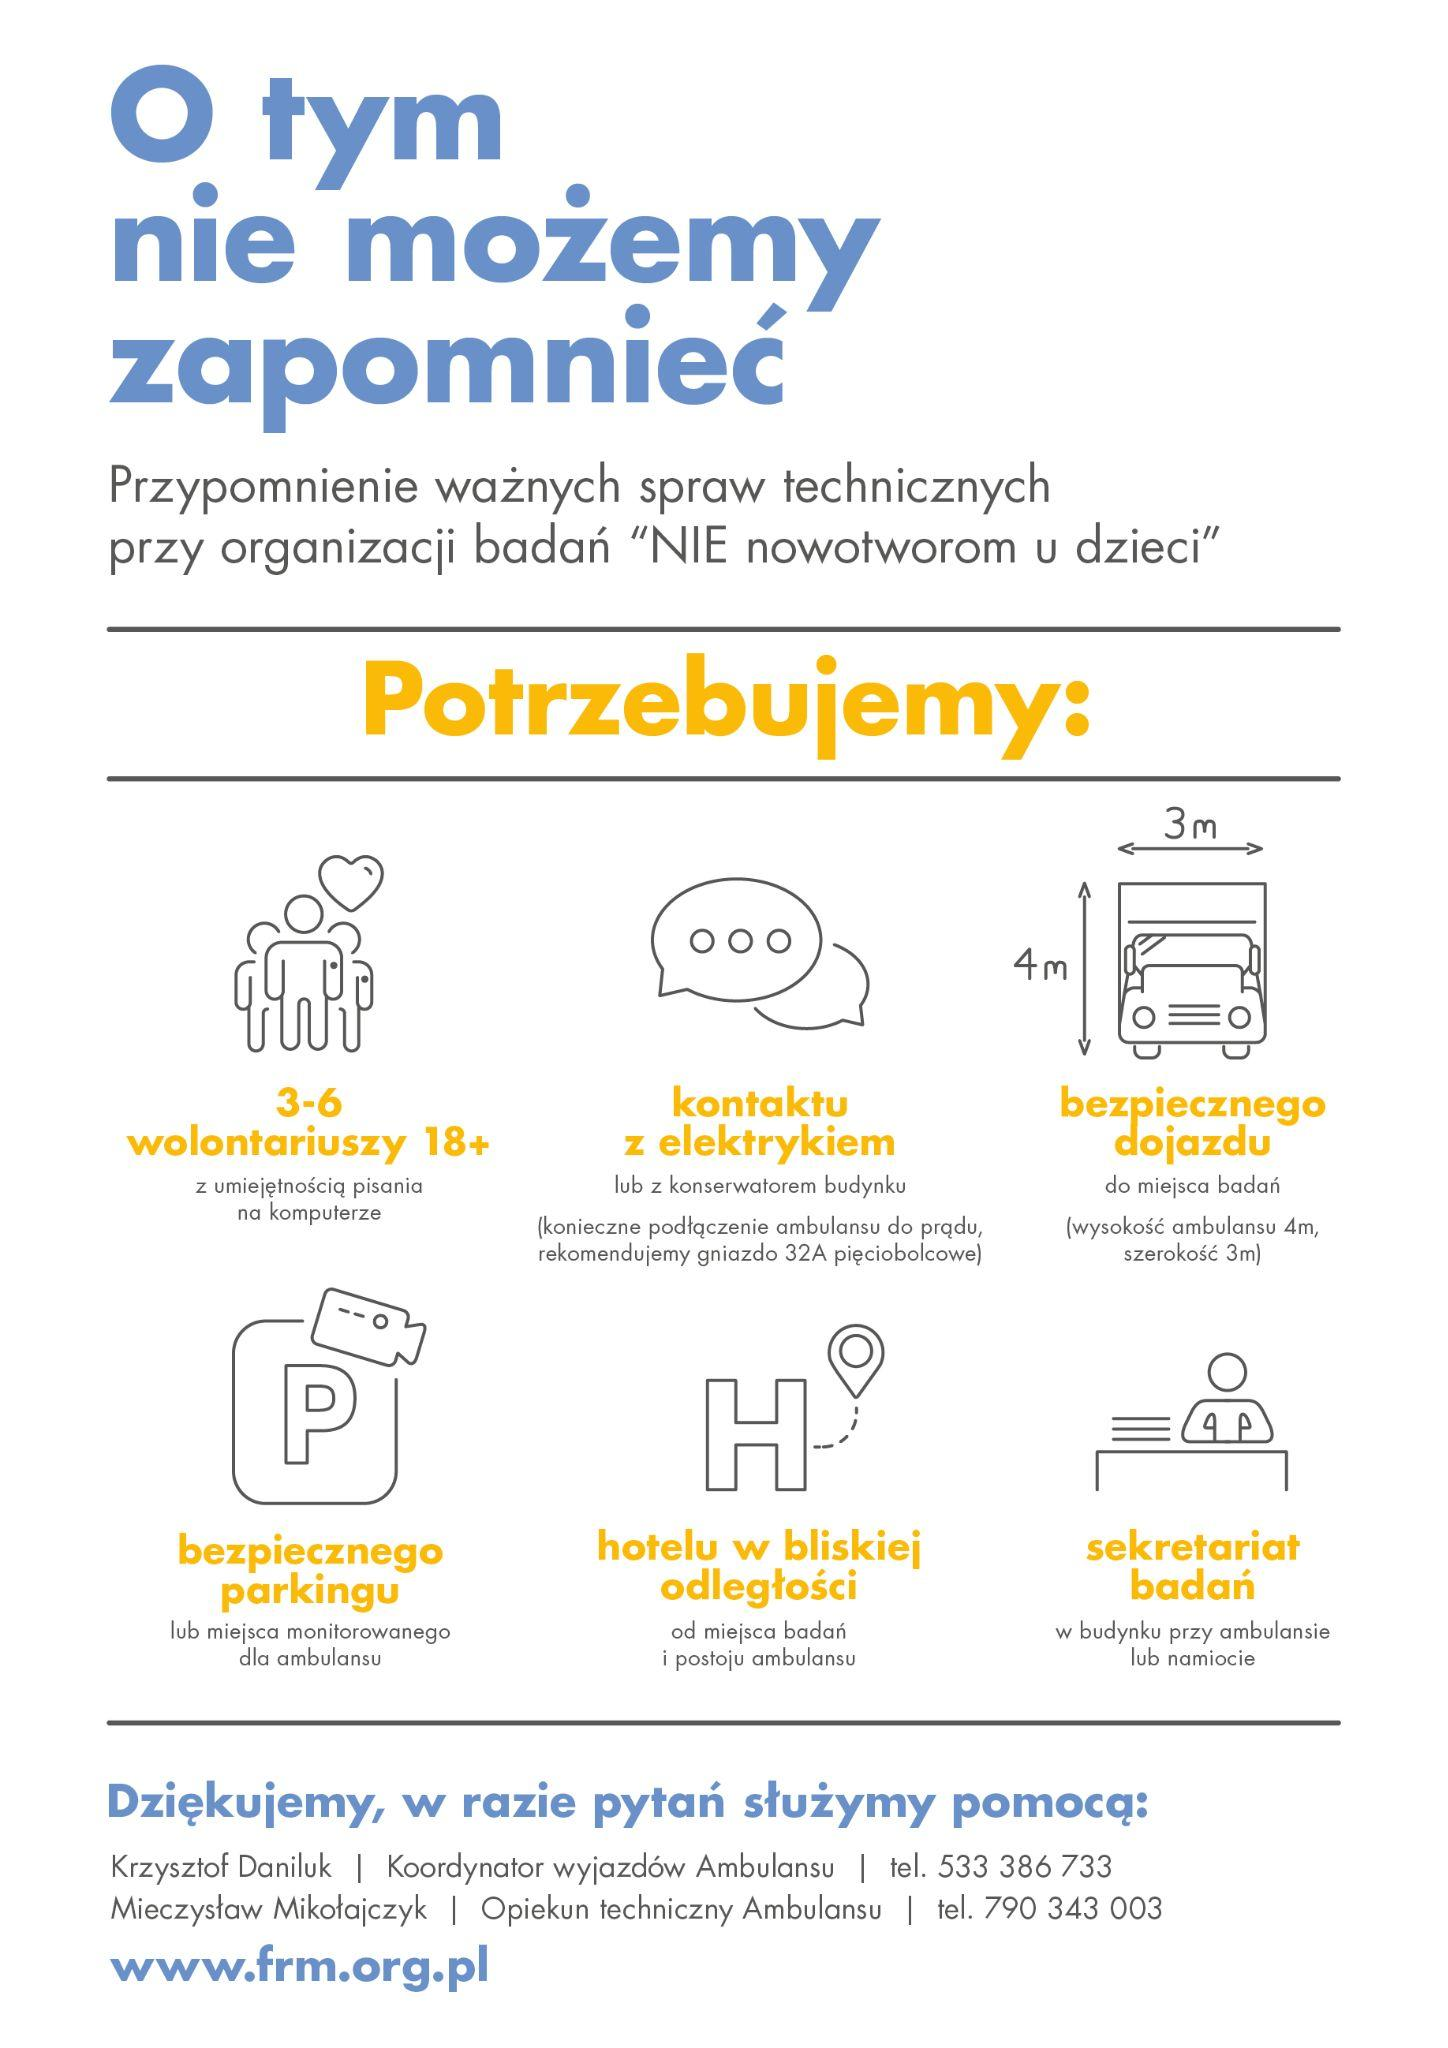 O tym
nie możemy
zapomnieć
Przypomnienie ważnych spraw technicznych
przy organizacji badań “NIE nowotworom u dzieci”
Potrzebujemy:
3-6
wolontariuszy 18+
z umiejętnością pisania
na komputerze
kontaktu
z elektrykiem
lub z konserwatorem budynku
(konieczne podłączenie ambulansu do prądu,
rekomendujemy gniazdo 32A pięciobolcowe)
3m
4m
bezpiecznego
dojazdu
do miejsca badań
(wysokość ambulansu 4m,
szerokość 3m)
P
bezpiecznego
parkingu
lub miejsca monitorowanego
dla ambulansu
H
hotelu w bliskiej
odległości
od miejsca badań
i postoju ambulansu
sekretariat
badań
w budynku przy ambulansie
lub namiocie
Dziękujemy, w razie pytań służymy pomocą:
Krzysztof Daniluk | Koordynator wyjazdów Ambulansu | tel. 533 386 733
Mieczysław Mikołajczyk | Opiekun techniczny Ambulansu | tel. 790 343 003
www.frm.org.pl